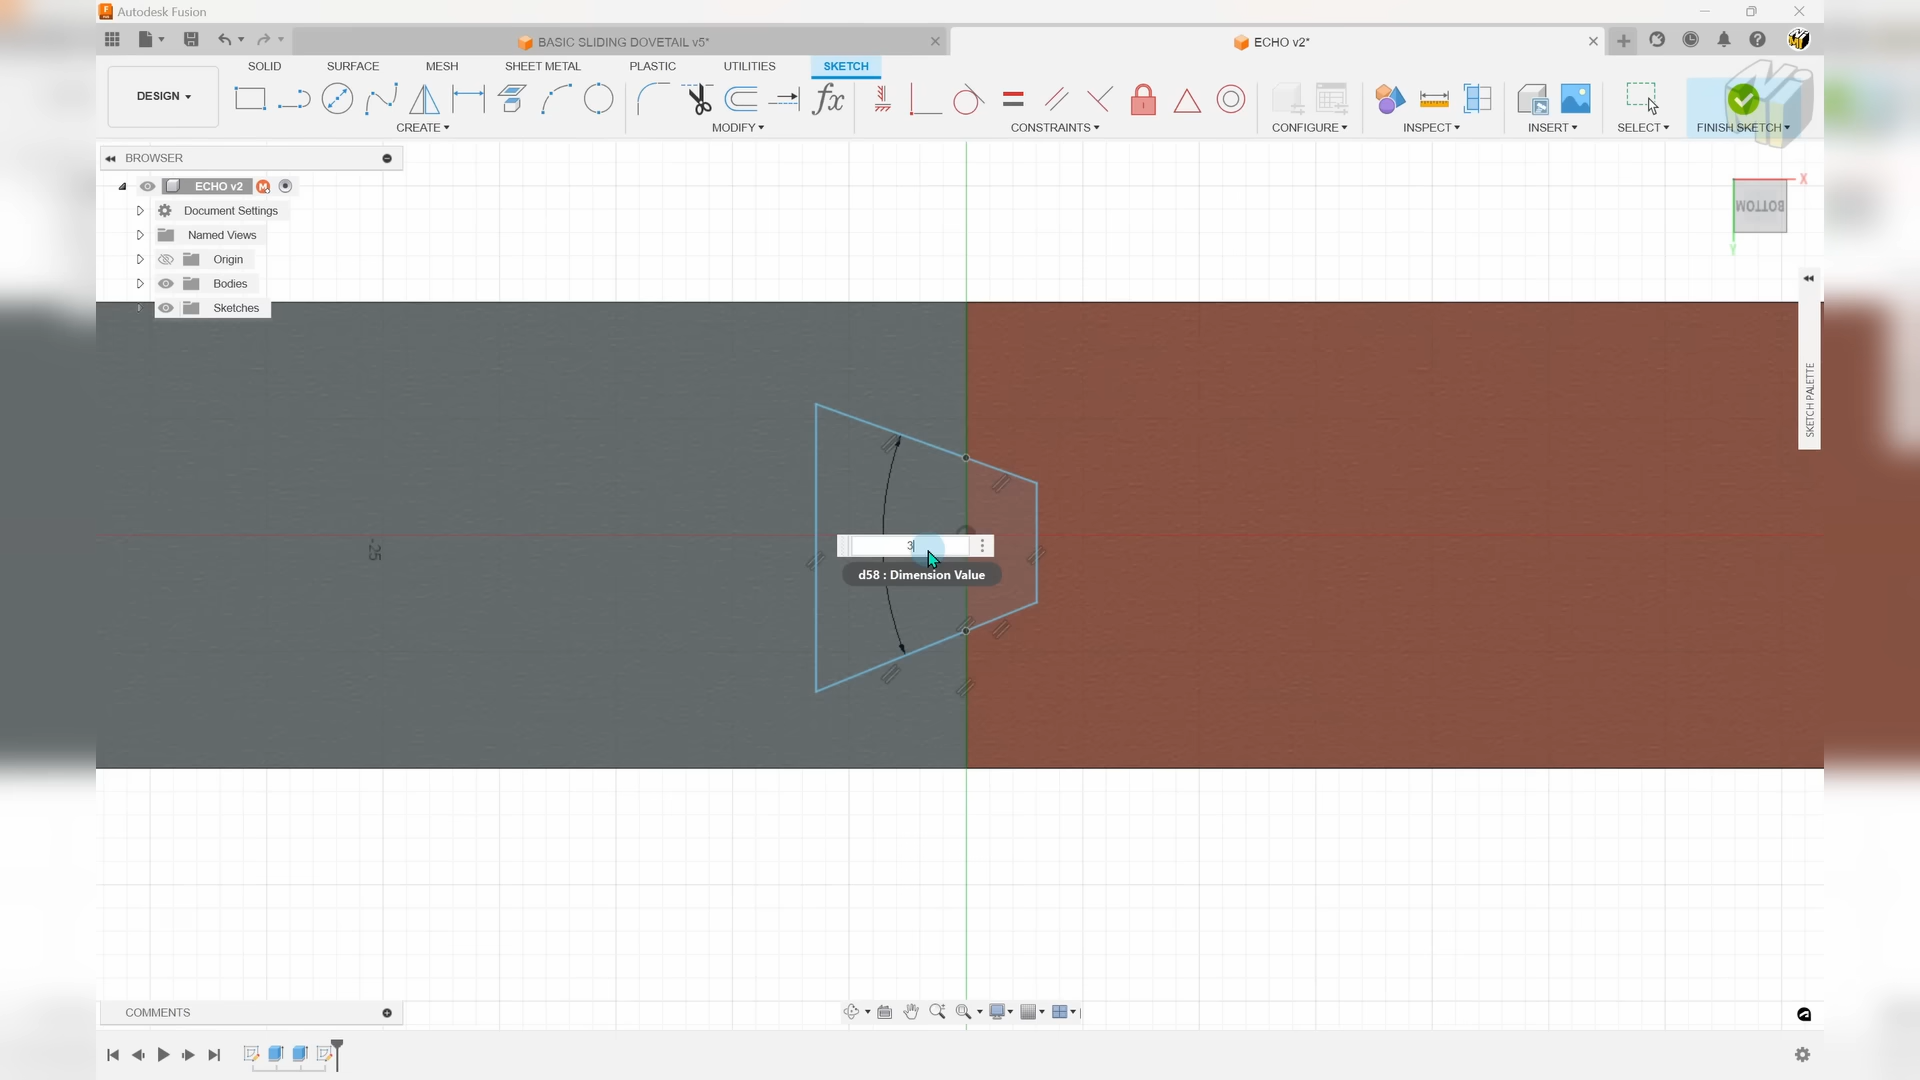 Autodesk Fusion
BASIC SLIDING DOVETAIL v5*
ECHO v2*
SOLID SURFACE MESH SHEET METAL PLASTIC UTILITIES SKETCH
DESIGN
fx
CREATE MODIFY CONSTRAINTS CONFIGURE INSPECT INSERT SELECT FINISH SKETCH
BROWSER
ECHO v2
Document Settings
Named Views
Origin
Bodies
Sketches
X
BOTTOM
Y
SKETCH PALETTE
-25
3
d58 : Dimension Value
COMMENTS